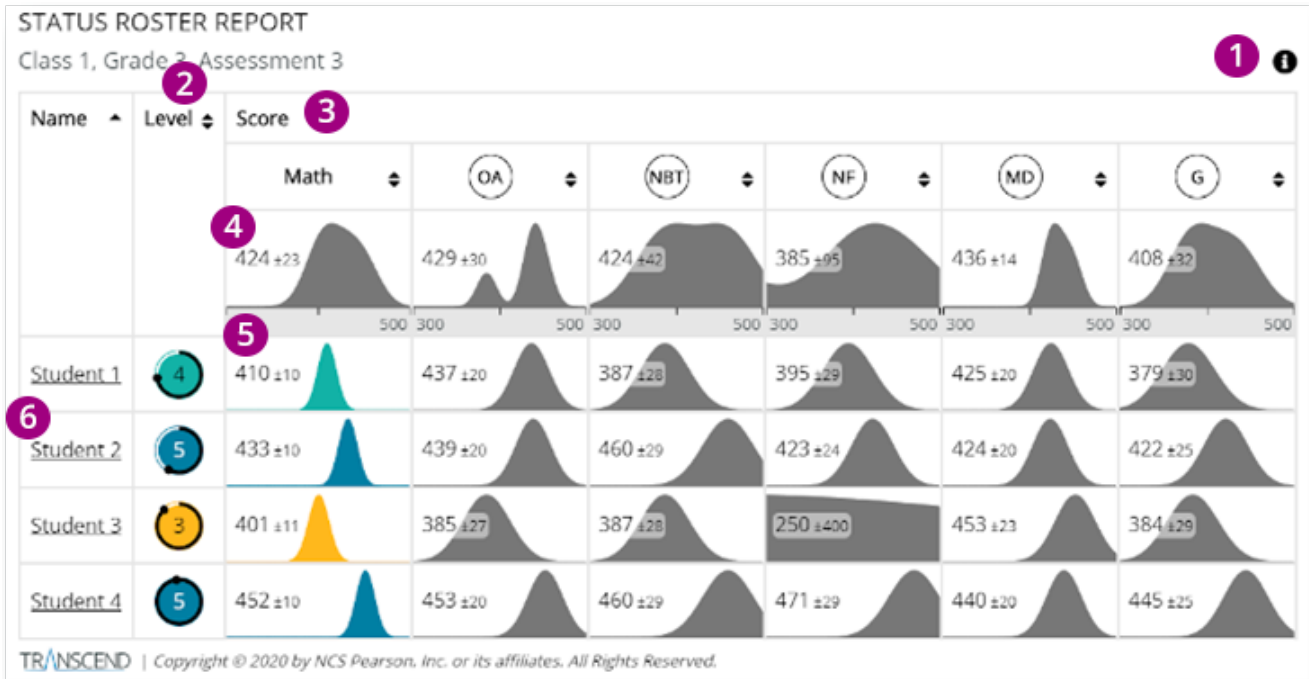 STATUS ROSTER REPORT
Class 1, Grade 3, Assessment 3
1
2
Name Level Score 3
Math OA NBT NF MD G
4
424 ±23 429 ±30 424 ±42 385 ±95 436 ±14 408 ±32
500 300 500 300 500 300 500 300 500 300 500
5
Student 1 4 410 ±10 437 ±20 387 ±28 395 ±29 425 ±20 379 ±30
6
Student 2 5 433 ±10 439 ±20 460 ±29 423 ±24 424 ±20 422 ±25
Student 3 3 401 ±11 385 ±27 387 ±28 250 ±400 453 ±23 384 ±29
Student 4 5 452 ±10 453 ±20 460 ±29 471 ±29 440 ±20 445 ±25
TRANSCEND | Copyright © 2020 by NCS Pearson, Inc. or its affiliates. All Rights Reserved.